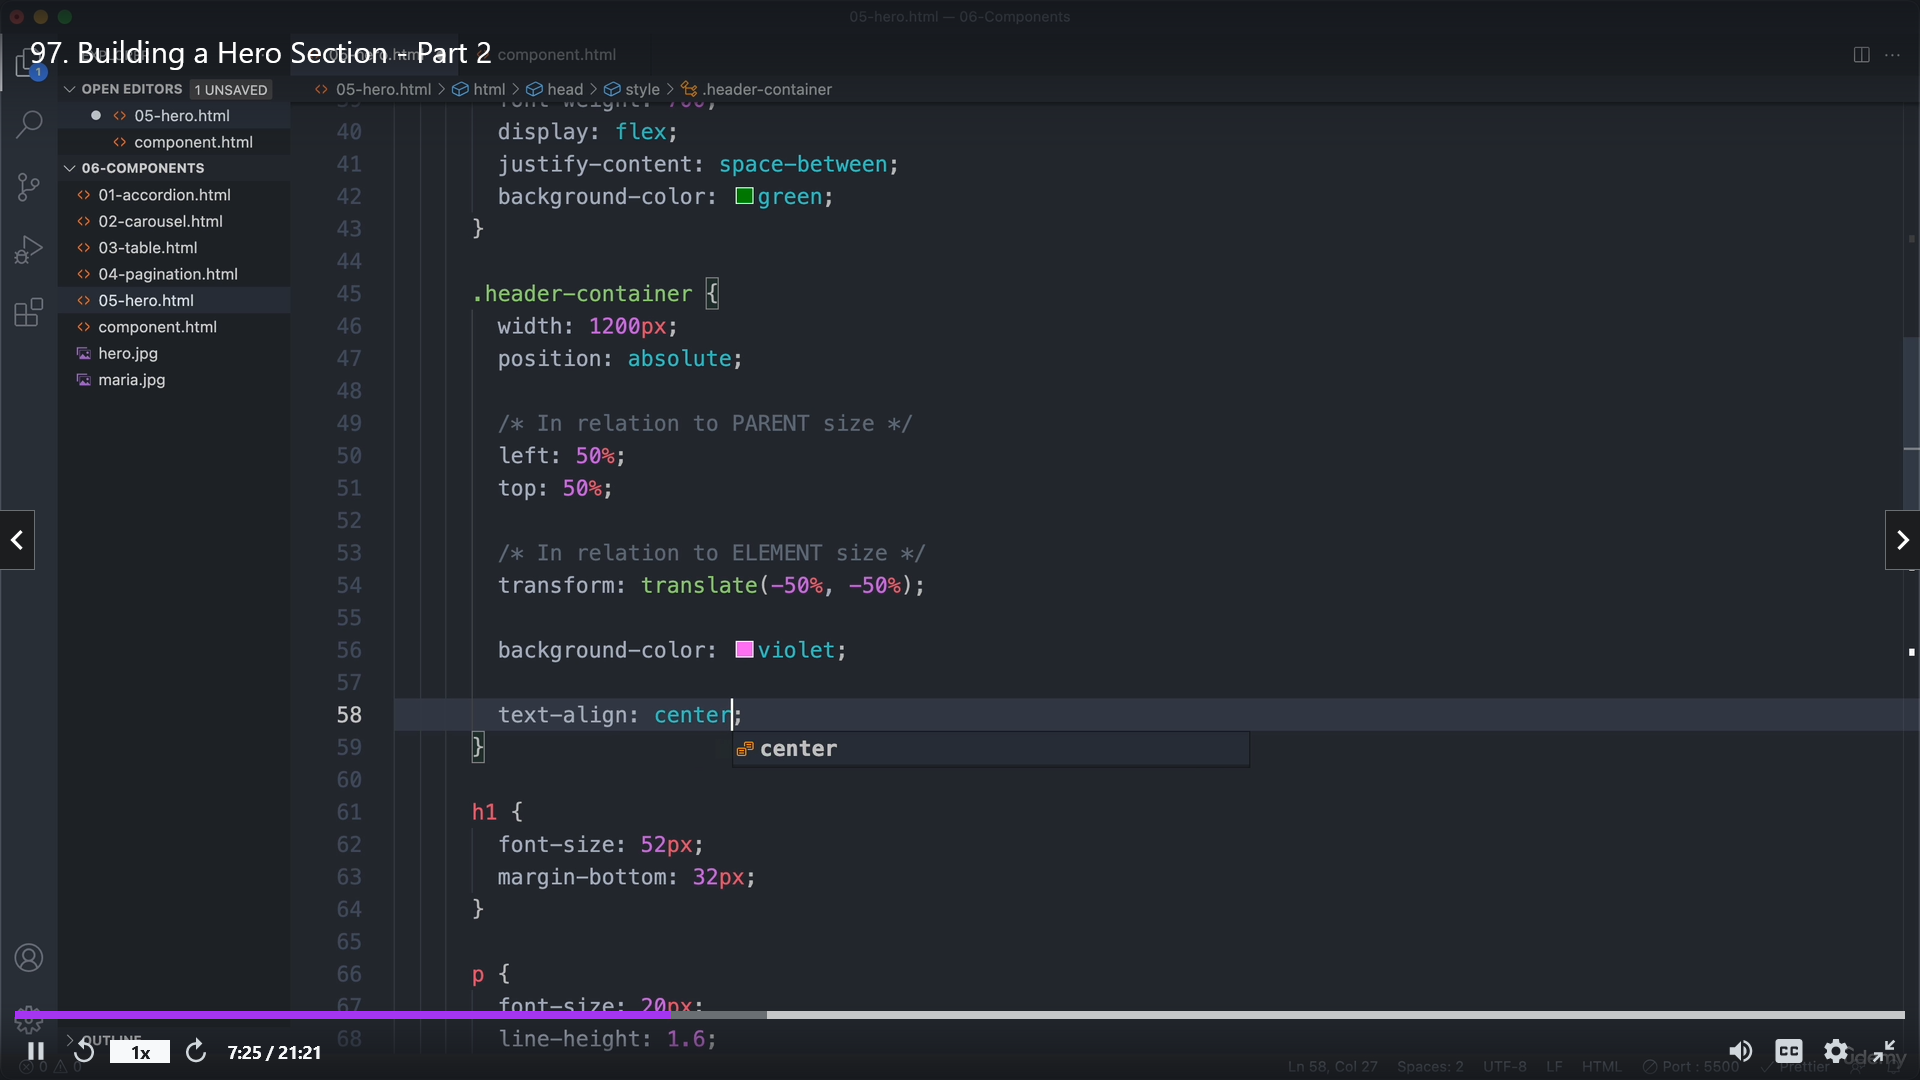 05-hero.html — 06-Components
97. Building a Hero Section - Part 2
component.html
1
OPEN EDITORS 1 UNSAVED
05-hero.html > html > head > style > .header-container
05-hero.html
component.html
06-COMPONENTS
01-accordion.html
02-carousel.html
03-table.html
04-pagination.html
05-hero.html
component.html
hero.jpg
maria.jpg
OUTLINE
39 font-weight: 700;
40 display: flex;
41 justify-content: space-between;
42 background-color: green;
43 }
44
45 .header-container {
46 width: 1200px;
47 position: absolute;
48
49 /* In relation to PARENT size */
50 left: 50%;
51 top: 50%;
52
53 /* In relation to ELEMENT size */
54 transform: translate(-50%, -50%);
55
56 background-color: violet;
57
58 text-align: center;
59 }
center
60
61 h1 {
62 font-size: 52px;
63 margin-bottom: 32px;
64 }
65
66 p {
67 font-size: 20px;
68 line-height: 1.6;
1x
7:25 / 21:21
CC
udemy
0 0
Ln 58, Col 27 Spaces: 2 UTF-8 LF HTML Port : 5500 Prettier